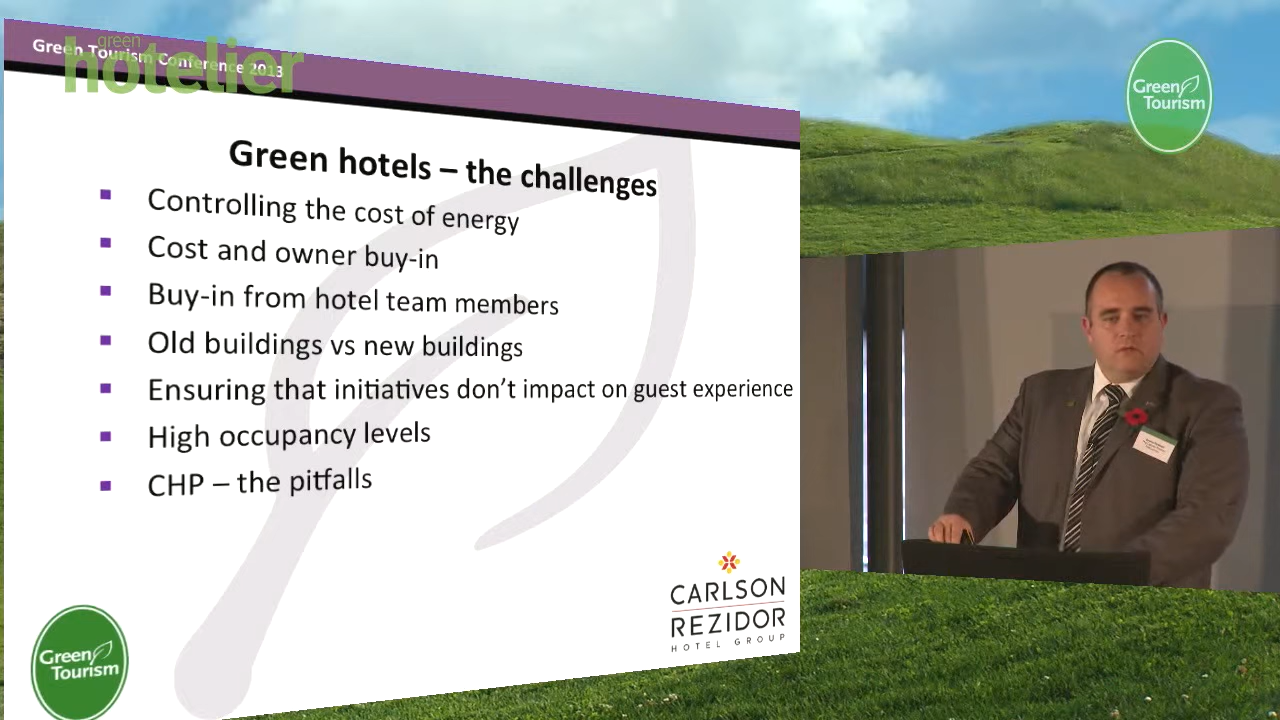 Green Tourism Conference 2013
green
hotelier
Green
Tourism
Green hotels – the challenges
Controlling the cost of energy
Cost and owner buy-in
Buy-in from hotel team members
Old buildings vs new buildings
Ensuring that initiatives don't impact on guest experience
High occupancy levels
CHP – the pitfalls
CARLSON
REZIDOR
HOTEL GROUP
Green
Tourism